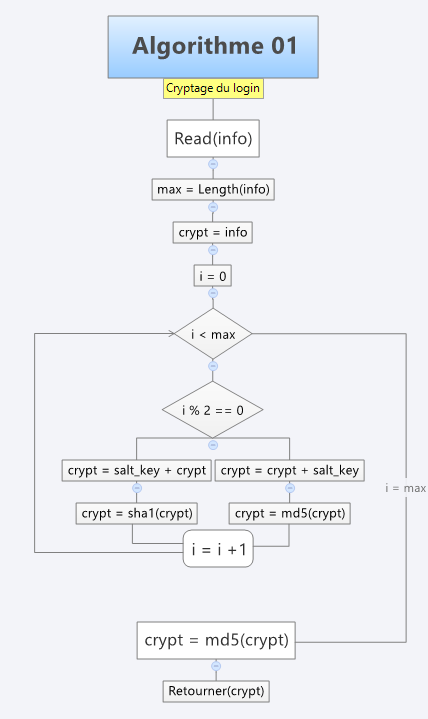 Algorithme 01
Cryptage du login
Read(info)
max = Length(info)
crypt = info
i = 0
i < max
i % 2 == 0
crypt = salt_key + crypt
crypt = crypt + salt_key
i = max
crypt = sha1(crypt)
crypt = md5(crypt)
i = i +1
crypt = md5(crypt)
Retourner(crypt)